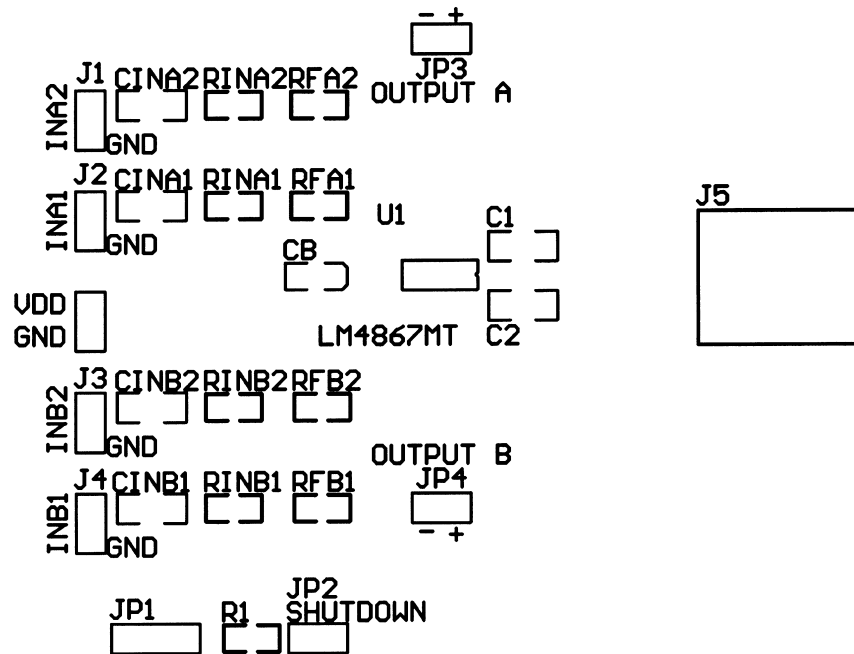 - +
JP3
OUTPUT A
J1
CINA2 RINA2 RFA2
INA2
GND
J2
CINA1 RINA1 RFA1
INA1
GND
U1
C1
J5
CB
VDD
GND
LM4867MT
C2
J3
CINB2 RINB2 RFB2
INB2
GND
OUTPUT B
J4
CINB1 RINB1 RFB1
JP4
INB1
GND
- +
JP1
R1
JP2
SHUTDOWN